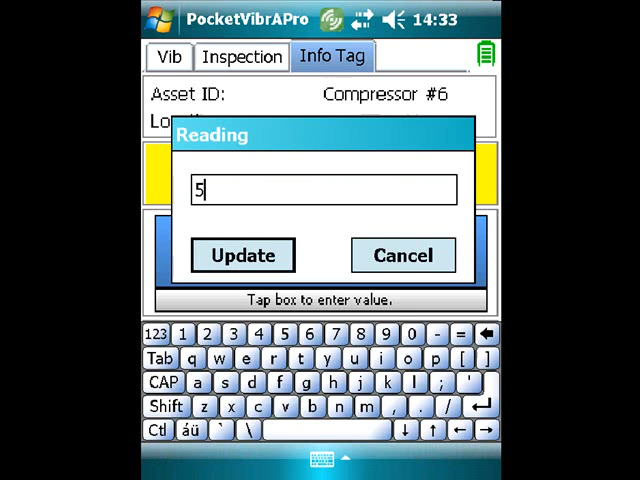 PocketVibrAPro 14:33
Vib Inspection Info Tag
Asset ID: Compressor #6
Reading
5
Update Cancel
Tap box to enter value.
123 1 2 3 4 5 6 7 8 9 0 - =
Tab q w e r t y u i o p [ ]
CAP a s d f g h j k l ; '
Shift z x c v b n m , . /
Ctl áü ` \